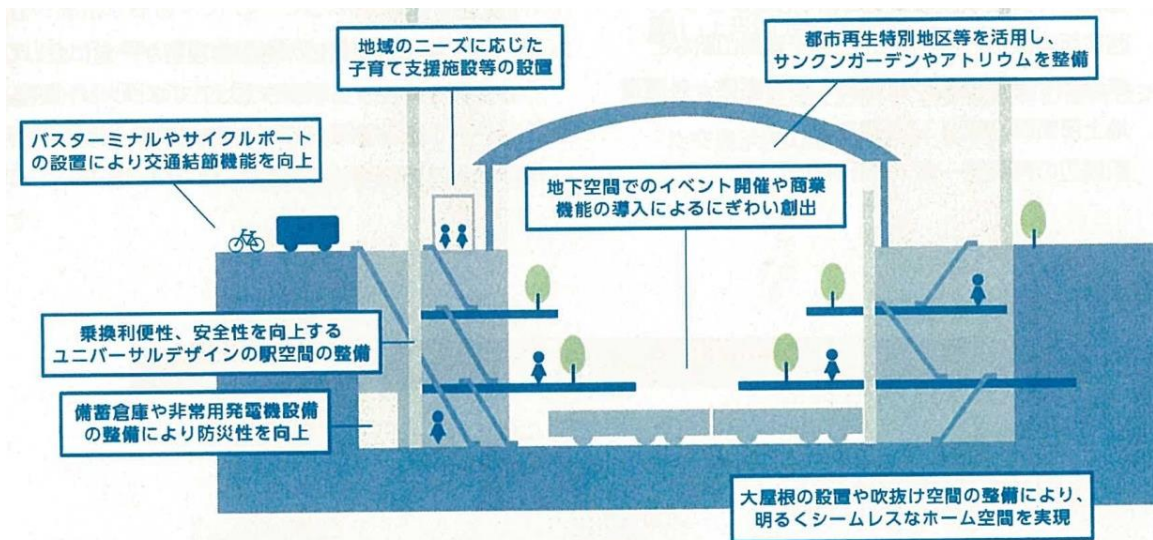 地域のニーズに応じた
子育て支援施設等の設置
都市再生特別地区等を活用し、
サンクンガーデンやアトリウムを整備
バスターミナルやサイクルポート
の設置により交通結節機能を向上
地下空間でのイベント開催や商業
機能の導入によるにぎわい創出
乗換利便性、安全性を向上する
ユニバーサルデザインの駅空間の整備
備蓄倉庫や非常用発電機設備
の整備により防災性を向上
大屋根の設置や吹抜け空間の整備により、
明るくシームレスなホーム空間を実現